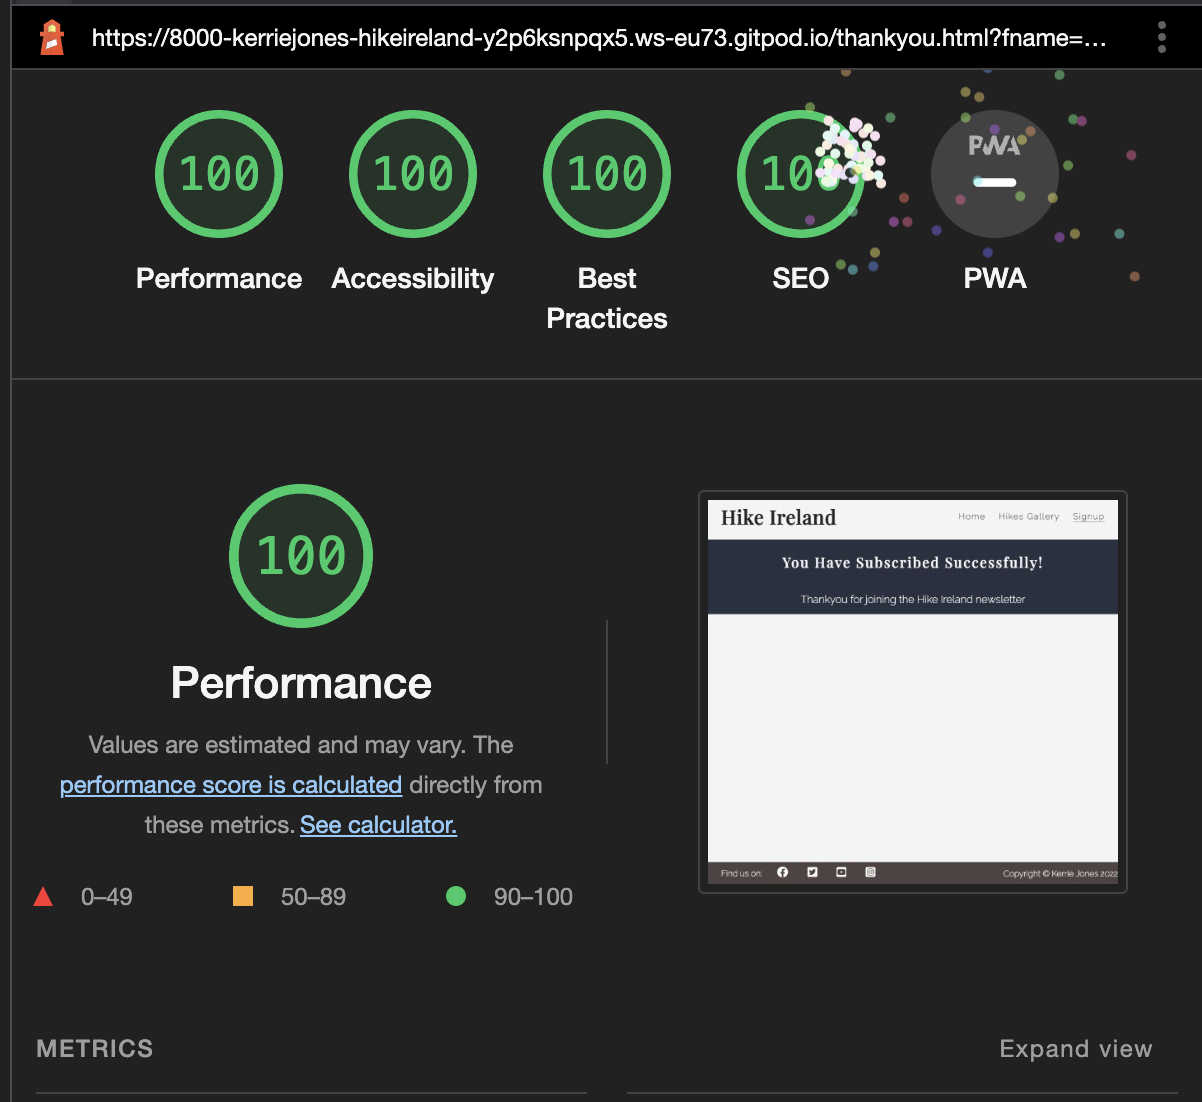 https://8000-kerriejones-hikeireland-y2p6ksnpqx5.ws-eu73.gitpod.io/thankyou.html?fname=...
100
100
100
100
PWA
Performance
Accessibility
Best
Practices
SEO
PWA
100
Performance
Values are estimated and may vary. The
performance score is calculated directly from
these metrics. See calculator.
0–49
50–89
90–100
Hike Ireland
Home
Hikes Gallery
Signup
You Have Subscribed Successfully!
Thankyou for joining the Hike Ireland newsletter
Find us on:
Copyright © Kerrie Jones 2022
METRICS
Expand view